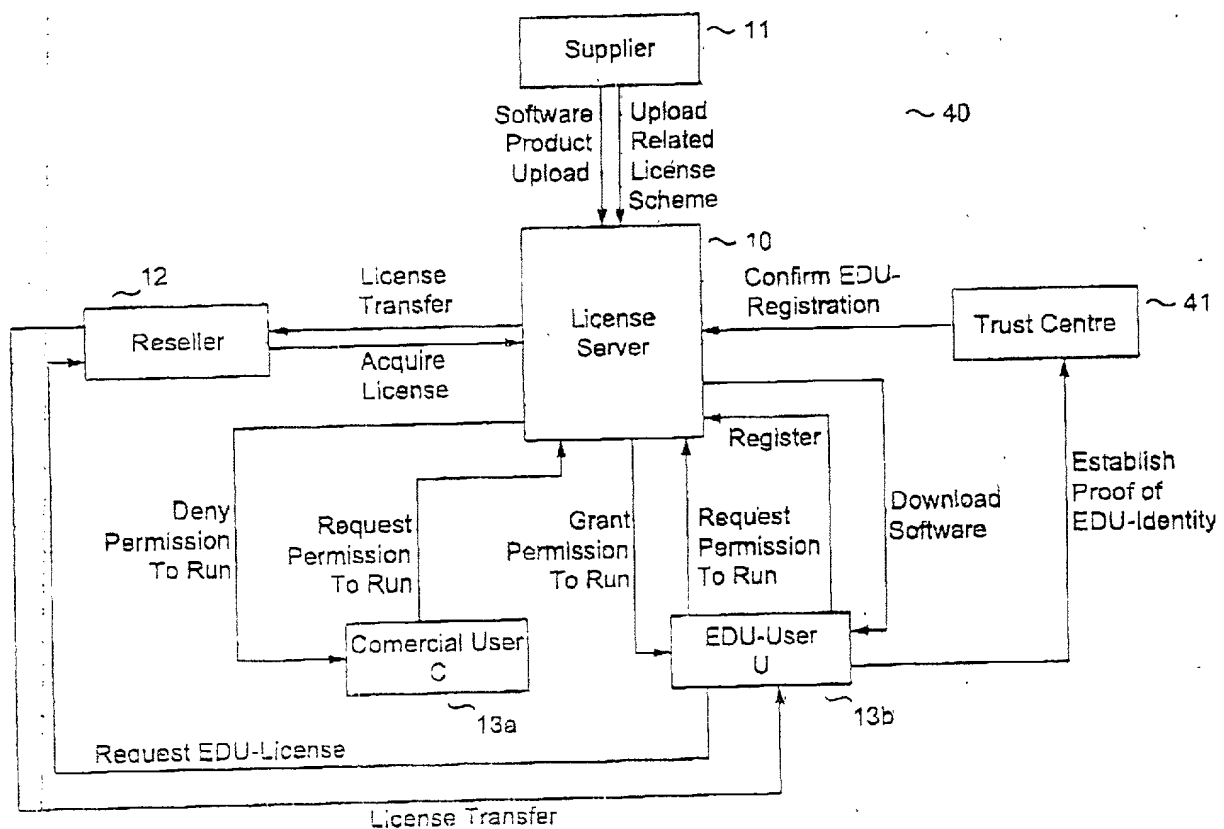 Supplier
~ 11
Software
Product
Upload
Upload
Related
License
Scheme
~ 40
~ 10
12
License
Transfer
Confirm EDU-
Registration
~ 41
Reseller
License
Server
Trust Centre
Acquire
License
Register
Deny
Permission
To Run
Request
Permission
To Run
Grant
Permission
To Run
Request
Permission
To Run
Download
Software
Establish
Proof of
EDU-Identity
Comercial User
C
EDU-User
U
13a
13b
Request EDU-License
License Transfer